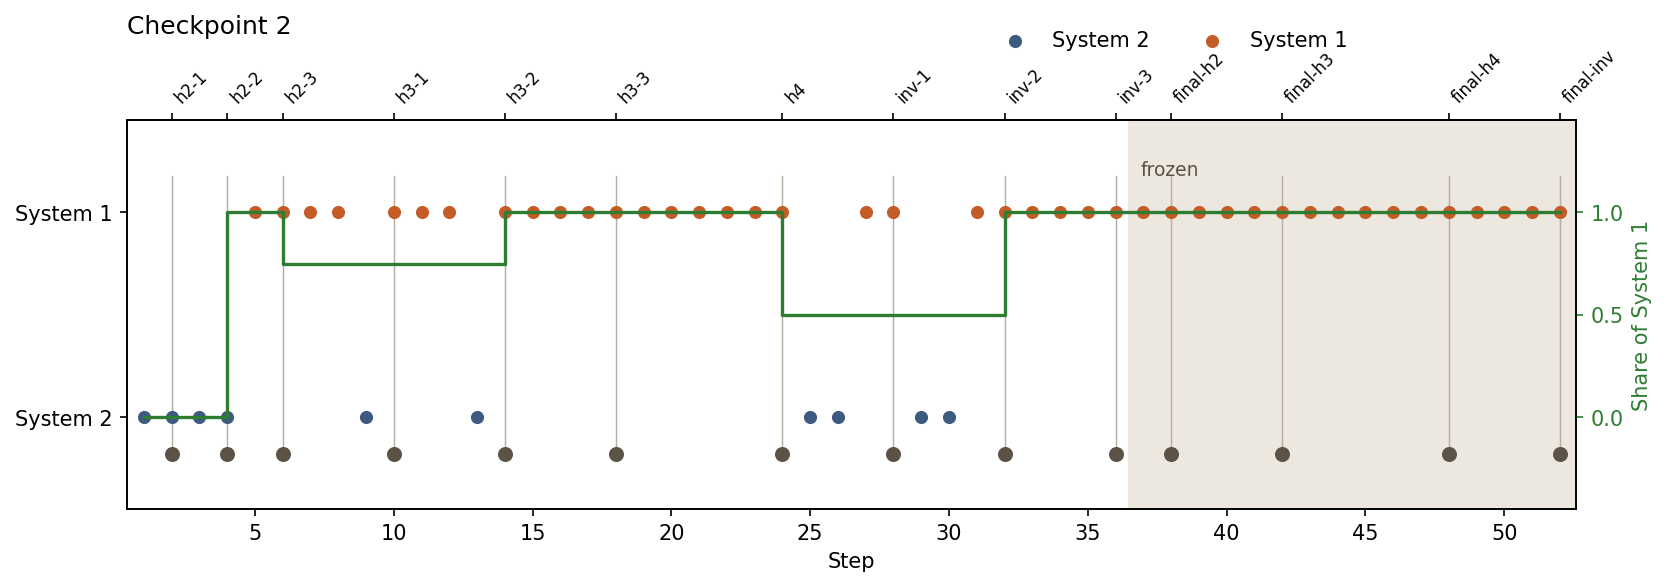 Checkpoint 2
System 2
System 1
h2-1
h2-2
h2-3
h3-1
h3-2
h3-3
h4
inv-1
inv-2
inv-3
final-h2
final-h3
final-h4
final-inv
frozen
System 1
System 2
1.0
0.5
0.0
Share of System 1
5
10
15
20
25
30
35
40
45
50
Step